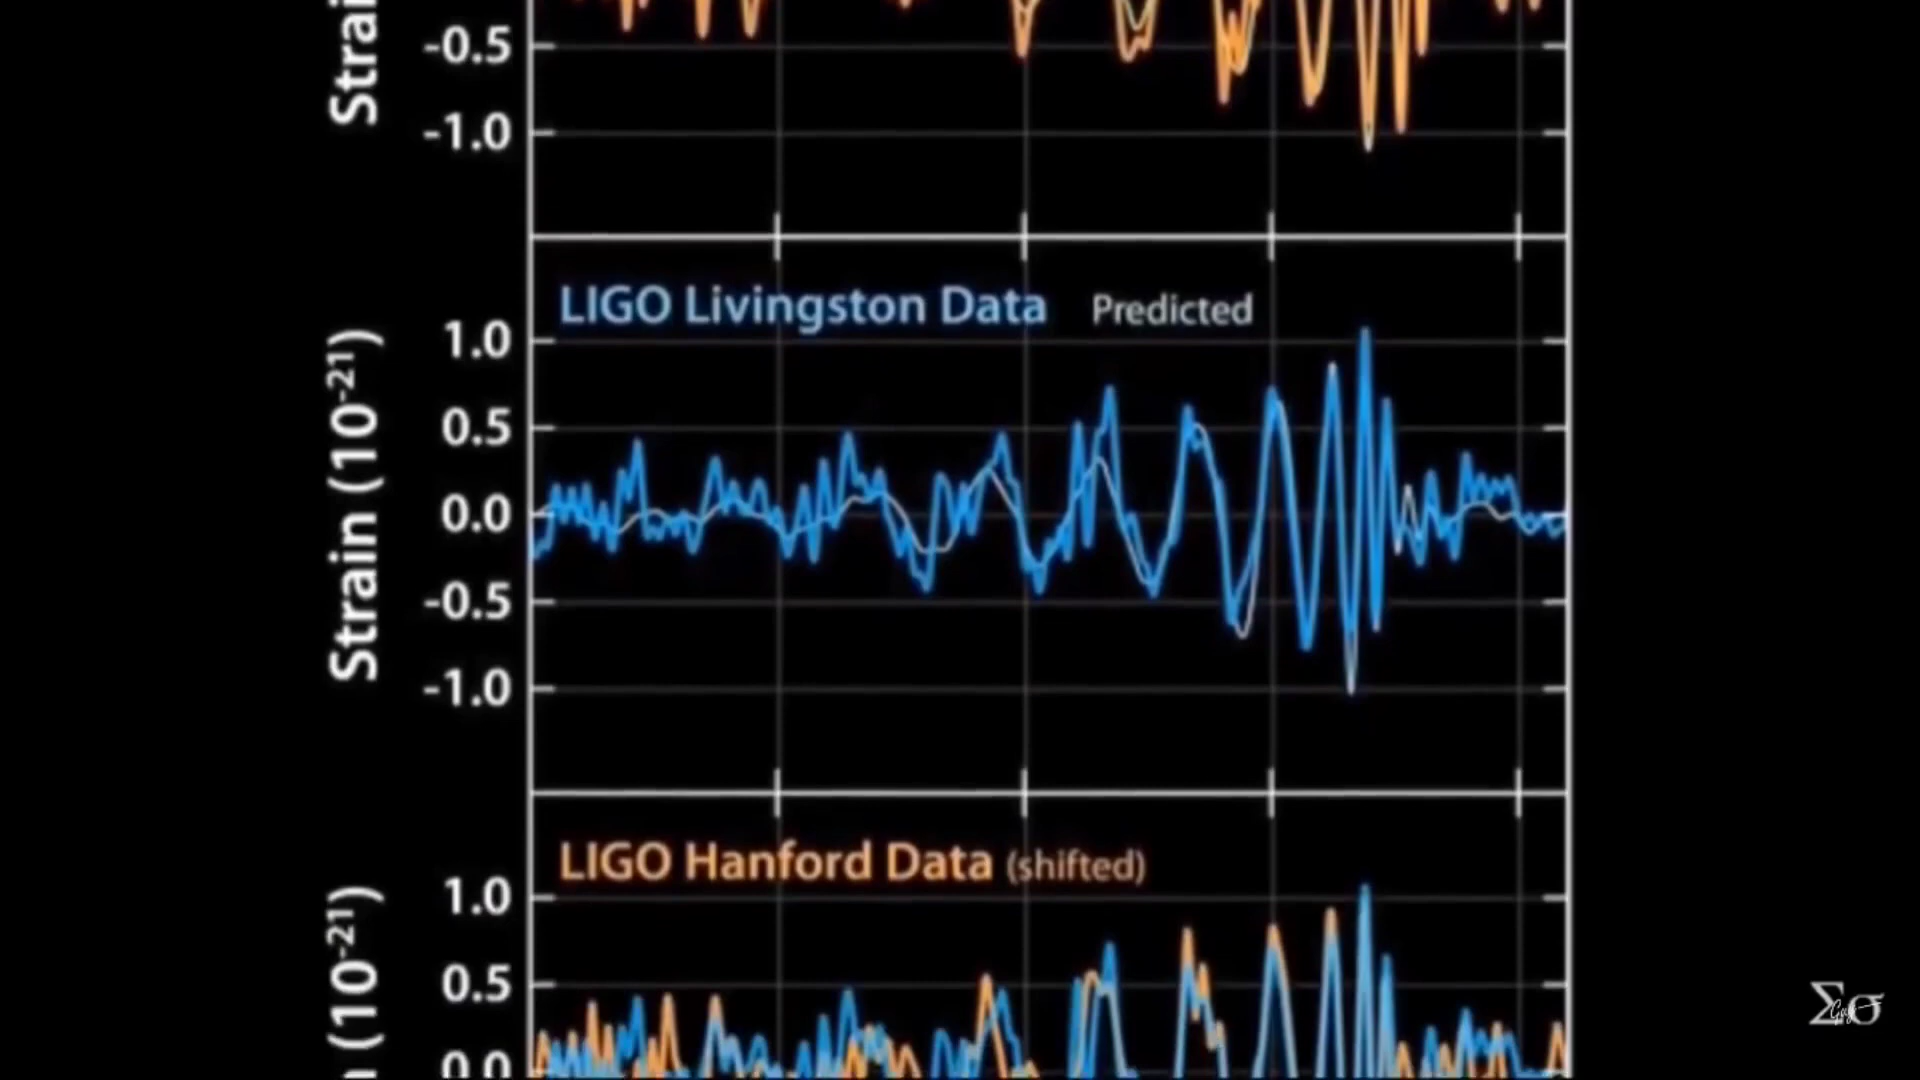 Strai
-0.5
-1.0
LIGO Livingston Data Predicted
Strain (10⁻²¹)
1.0
0.5
0.0
-0.5
-1.0
LIGO Hanford Data (shifted)
n (10⁻²¹)
1.0
0.5
0.0
Σσ